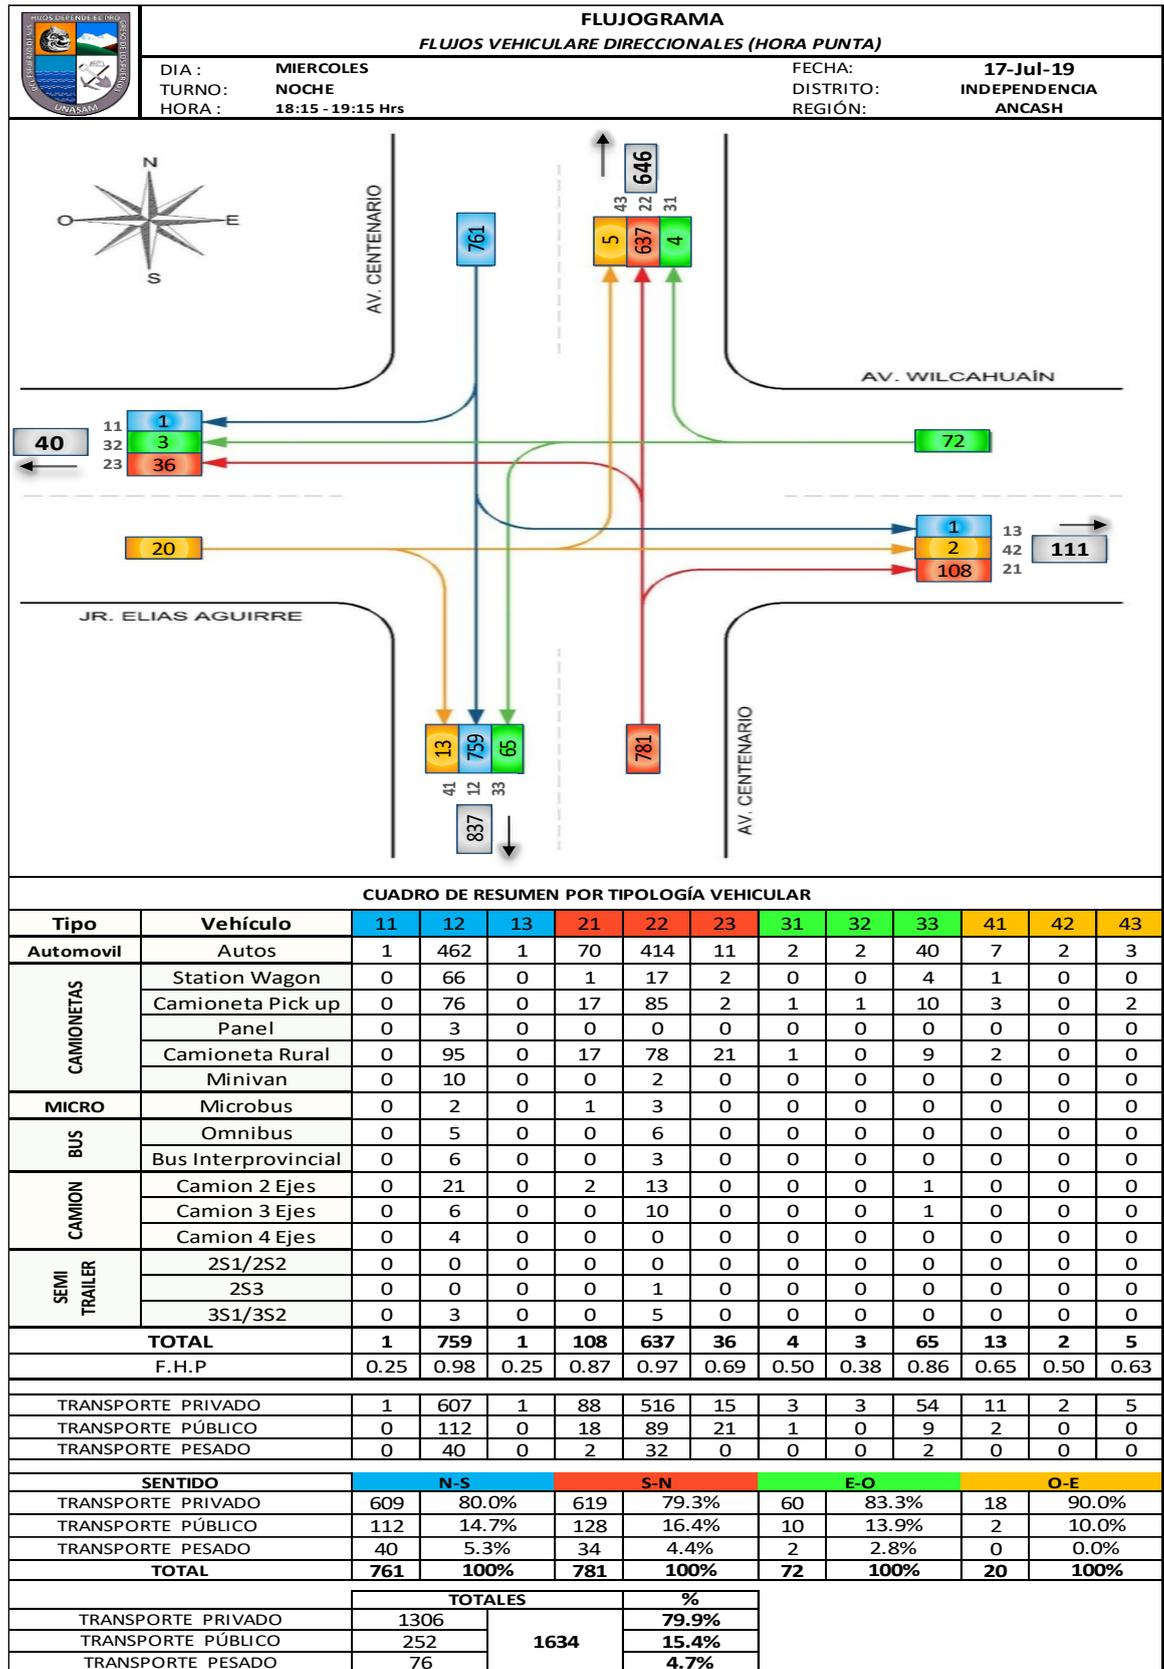 FLUJOGRAMA
FLUJOS VEHICULARE DIRECCIONALES (HORA PUNTA)
DIA : MIERCOLES FECHA: 17-Jul-19
TURNO: NOCHE DISTRITO: INDEPENDENCIA
HORA : 18:15 - 19:15 Hrs REGIÓN: ANCASH
UNASAM
N
O E
S
AV. CENTENARIO
761
646
43 22 31
5 637 4
AV. WILCAHUAÍN
11 1
40 32 3
23 36
72
20
1 13
2 42 111
108 21
JR. ELIAS AGUIRRE
13 759 65
41 12 33
837
781
AV. CENTENARIO
CUADRO DE RESUMEN POR TIPOLOGÍA VEHICULAR
Tipo Vehículo 11 12 13 21 22 23 31 32 33 41 42 43
Automovil Autos 1 462 1 70 414 11 2 2 40 7 2 3
CAMIONETAS
Station Wagon 0 66 0 1 17 2 0 0 4 1 0 0
Camioneta Pick up 0 76 0 17 85 2 1 1 10 3 0 2
Panel 0 3 0 0 0 0 0 0 0 0 0 0
Camioneta Rural 0 95 0 17 78 21 1 0 9 2 0 0
Minivan 0 10 0 0 2 0 0 0 0 0 0 0
MICRO Microbus 0 2 0 1 3 0 0 0 0 0 0 0
BUS
Omnibus 0 5 0 0 6 0 0 0 0 0 0 0
Bus Interprovincial 0 6 0 0 3 0 0 0 0 0 0 0
CAMION
Camion 2 Ejes 0 21 0 2 13 0 0 0 1 0 0 0
Camion 3 Ejes 0 6 0 0 10 0 0 0 1 0 0 0
Camion 4 Ejes 0 4 0 0 0 0 0 0 0 0 0 0
SEMI
TRAILER
2S1/2S2 0 0 0 0 0 0 0 0 0 0 0 0
2S3 0 0 0 0 1 0 0 0 0 0 0 0
3S1/3S2 0 3 0 0 5 0 0 0 0 0 0 0
TOTAL 1 759 1 108 637 36 4 3 65 13 2 5
F.H.P 0.25 0.98 0.25 0.87 0.97 0.69 0.50 0.38 0.86 0.65 0.50 0.63
TRANSPORTE PRIVADO 1 607 1 88 516 15 3 3 54 11 2 5
TRANSPORTE PÚBLICO 0 112 0 18 89 21 1 0 9 2 0 0
TRANSPORTE PESADO 0 40 0 2 32 0 0 0 2 0 0 0
SENTIDO N-S S-N E-O O-E
TRANSPORTE PRIVADO 609 80.0% 619 79.3% 60 83.3% 18 90.0%
TRANSPORTE PÚBLICO 112 14.7% 128 16.4% 10 13.9% 2 10.0%
TRANSPORTE PESADO 40 5.3% 34 4.4% 2 2.8% 0 0.0%
TOTAL 761 100% 781 100% 72 100% 20 100%
TOTALES %
TRANSPORTE PRIVADO 1306 79.9%
TRANSPORTE PÚBLICO 252 1634 15.4%
TRANSPORTE PESADO 76 4.7%